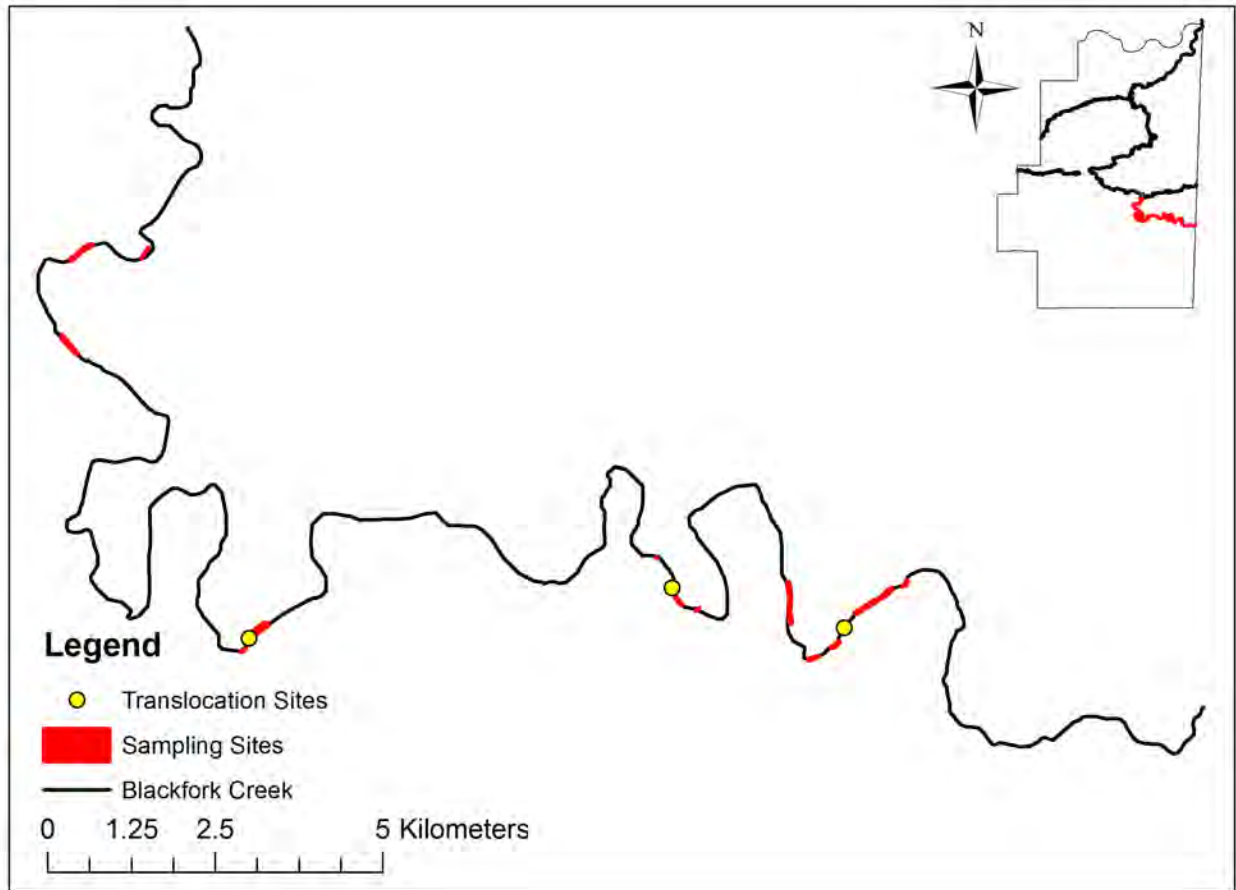 N
Legend
Translocation Sites
Sampling Sites
Blackfork Creek
0 1.25 2.5 5 Kilometers